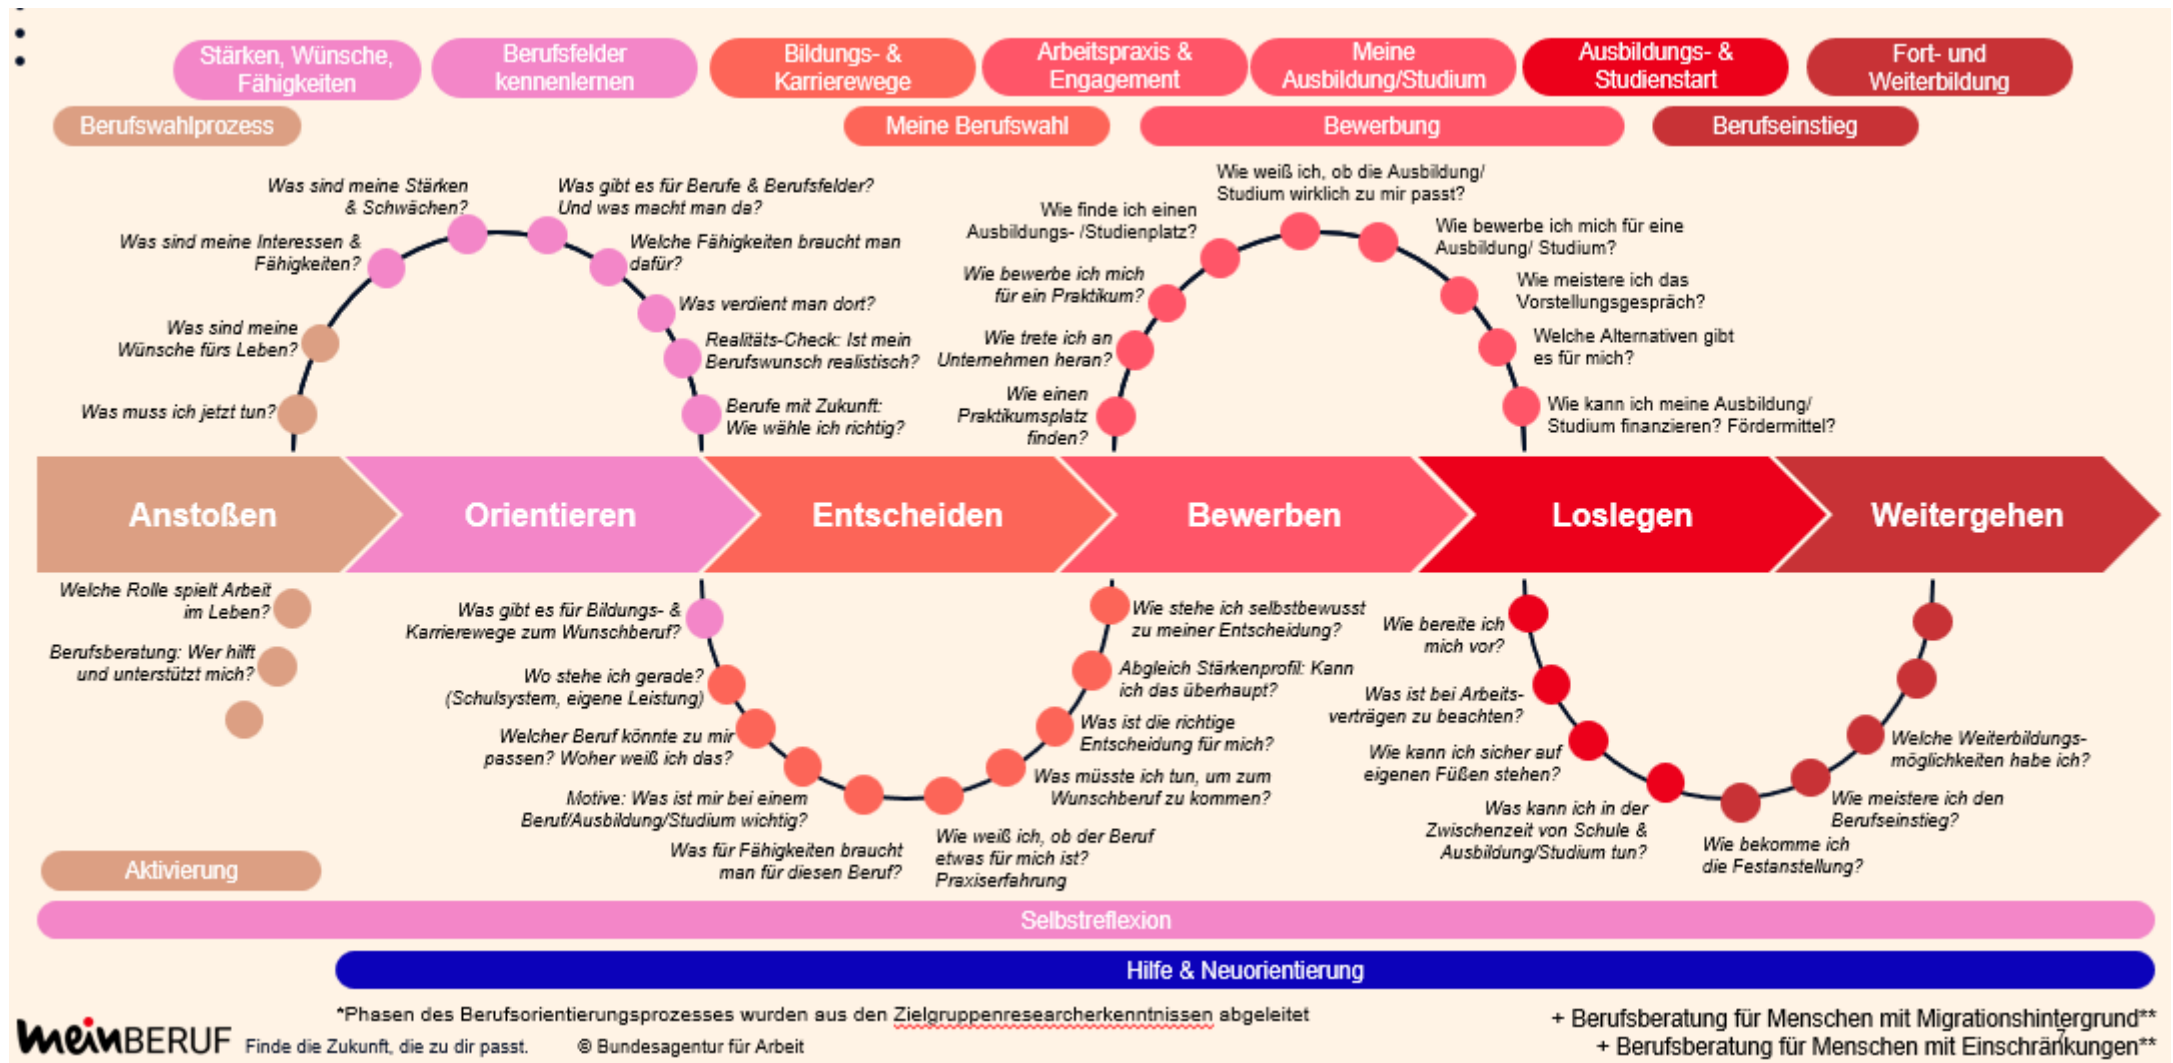 Stärken, Wünsche,
Fähigkeiten
Berufsfelder
kennenlernen
Bildungs- &
Karrierewege
Arbeitspraxis &
Engagement
Meine
Ausbildung/Studium
Ausbildungs- &
Studienstart
Fort- und
Weiterbildung
Berufswahlprozess
Meine Berufswahl
Bewerbung
Berufseinstieg
Was muss ich jetzt tun?
Was sind meine
Wünsche fürs Leben?
Was sind meine Interessen &
Fähigkeiten?
Was sind meine Stärken
& Schwächen?
Was gibt es für Berufe & Berufsfelder?
Und was macht man da?
Welche Fähigkeiten braucht man
dafür?
Was verdient man dort?
Realitäts-Check: Ist mein
Berufswunsch realistisch?
Berufe mit Zukunft:
Wie wähle ich richtig?
Wie einen
Praktikumsplatz
finden?
Wie trete ich an
Unternehmen heran?
Wie bewerbe ich mich
für ein Praktikum?
Wie finde ich einen
Ausbildungs- /Studienplatz?
Wie weiß ich, ob die Ausbildung/
Studium wirklich zu mir passt?
Wie bewerbe ich mich für eine
Ausbildung/ Studium?
Wie meistere ich das
Vorstellungsgespräch?
Welche Alternativen gibt
es für mich?
Wie kann ich meine Ausbildung/
Studium finanzieren? Fördermittel?
Anstoßen
Orientieren
Entscheiden
Bewerben
Loslegen
Weitergehen
Welche Rolle spielt Arbeit
im Leben?
Berufsberatung: Wer hilft
und unterstützt mich?
Was gibt es für Bildungs- &
Karrierewege zum Wunschberuf?
Wo stehe ich gerade?
(Schulsystem, eigene Leistung)
Welcher Beruf könnte zu mir
passen? Woher weiß ich das?
Motive: Was ist mir bei einem
Beruf/Ausbildung/Studium wichtig?
Was für Fähigkeiten braucht
man für diesen Beruf?
Wie weiß ich, ob der Beruf
etwas für mich ist?
Praxiserfahrung
Was müsste ich tun, um zum
Wunschberuf zu kommen?
Was ist die richtige
Entscheidung für mich?
Abgleich Stärkenprofil: Kann
ich das überhaupt?
Wie stehe ich selbstbewusst
zu meiner Entscheidung?
Wie bereite ich
mich vor?
Was ist bei Arbeits-
verträgen zu beachten?
Wie kann ich sicher auf
eigenen Füßen stehen?
Was kann ich in der
Zwischenzeit von Schule &
Ausbildung/Studium tun?
Wie bekomme ich
die Festanstellung?
Wie meistere ich den
Berufseinstieg?
Welche Weiterbildungs-
möglichkeiten habe ich?
Aktivierung
Selbstreflexion
Hilfe & Neuorientierung
*Phasen des Berufsorientierungsprozesses wurden aus den Zielgruppenresearcherkenntnissen abgeleitet
+ Berufsberatung für Menschen mit Migrationshintergrund**
7
+ Berufsberatung für Menschen mit Einschränkungen**
meinBERUF Finde die Zukunft, die zu dir passt. © Bundesagentur für Arbeit